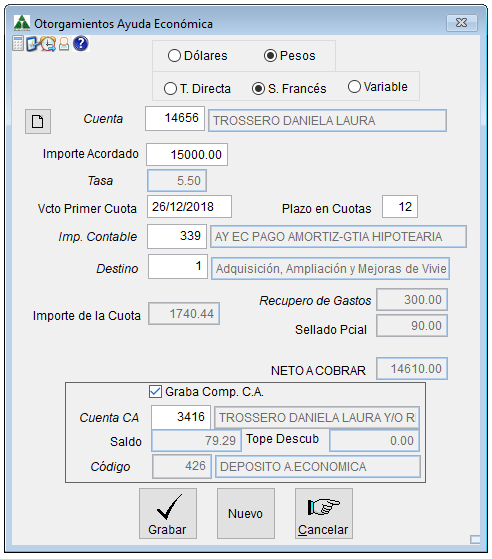 Otorgamientos Ayuda Económica
Dólares Pesos
T. Directa S. Francés Variable
Cuenta 14656 TROSSERO DANIELA LAURA
Importe Acordado 15000.00
Tasa 5.50
Vcto Primer Cuota 26/12/2018 Plazo en Cuotas 12
Imp. Contable 339 AY EC PAGO AMORTIZ-GTIA HIPOTEARIA
Destino 1 Adquisición, Ampliación y Mejoras de Vivie
Importe de la Cuota 1740.44 Recupero de Gastos 300.00
Sellado Pcial 90.00
NETO A COBRAR 14610.00
Graba Comp. C.A.
Cuenta CA 3416 TROSSERO DANIELA LAURA Y/O R
Saldo 79.29 Tope Descub 0.00
Código 426 DEPOSITO A.ECONOMICA
Grabar Nuevo Cancelar